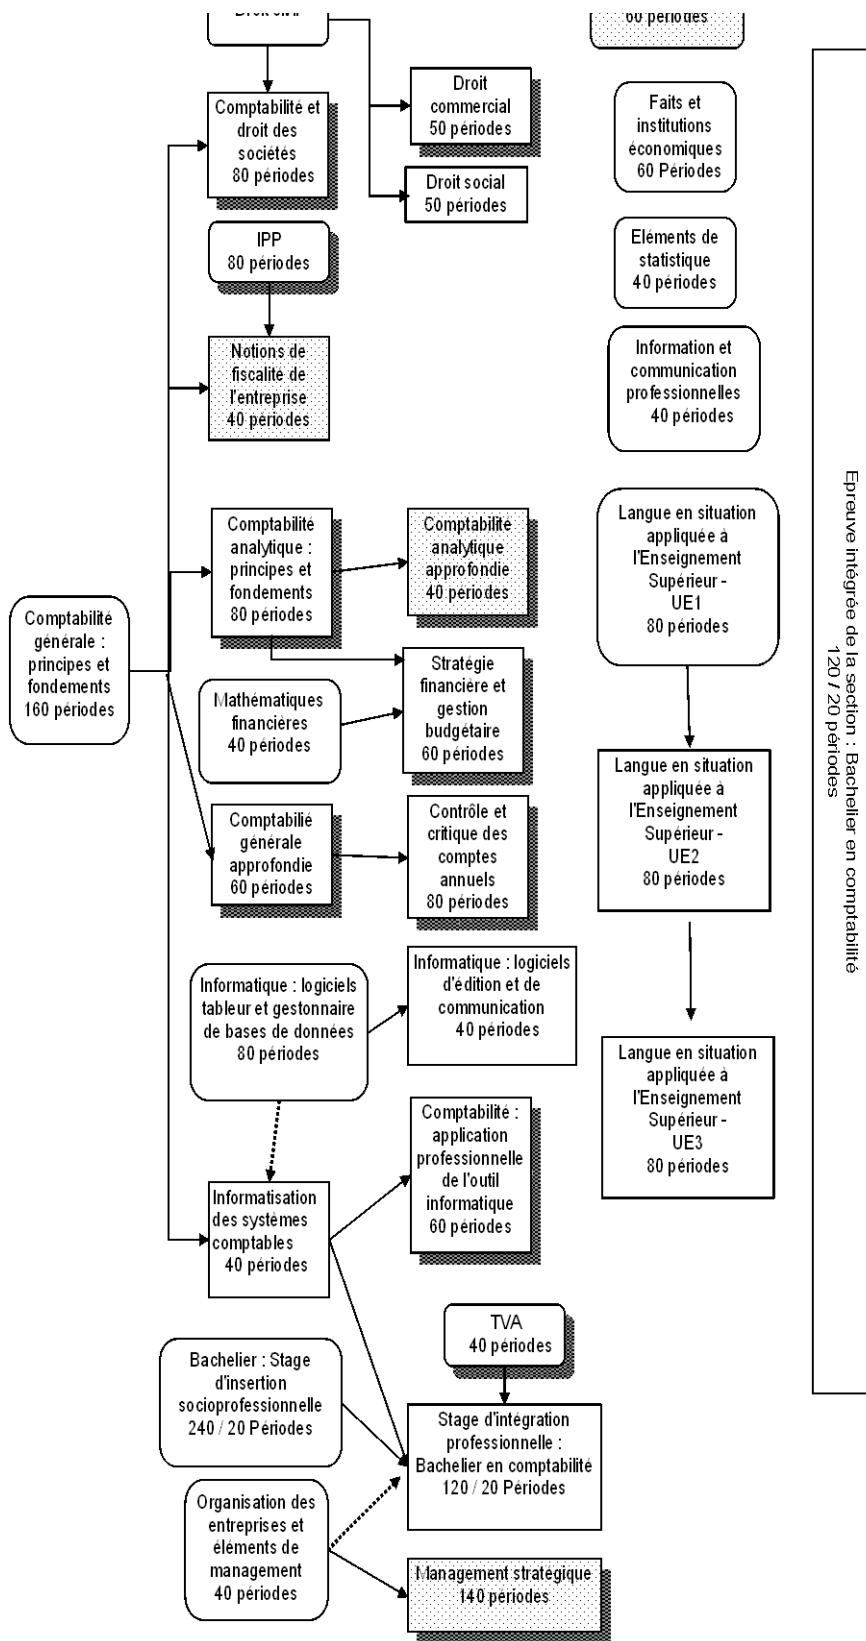 Droit civil
60 périodes
Comptabilité et
droit des
sociétés
80 périodes
Droit
commercial
50 périodes
Faits et
institutions
économiques
60 Périodes
Droit social
50 périodes
IPP
80 périodes
Eléments de
statistique
40 périodes
Notions de
fiscalité de
l'entreprise
40 périodes
Information et
communication
professionnelles
40 périodes
Comptabilité
analytique :
principes et
fondements
80 périodes
Comptabilité
analytique
approfondie
40 périodes
Langue en situation
appliquée à
l'Enseignement
Supérieur -
UE1
80 périodes
Comptabilité
générale :
principes et
fondements
160 périodes
Stratégie
financière et
gestion
budgétaire
60 périodes
Mathématiques
financières
40 périodes
Langue en situation
appliquée à
l'Enseignement
Supérieur -
UE2
80 périodes
Comptabilié
générale
approfondie
60 périodes
Contrôle et
critique des
comptes
annuels
80 périodes
Informatique : logiciels
tableur et gestonnaire
de bases de données
80 périodes
Informatique : logiciels
d'édition et de
communication
40 périodes
Langue en situation
appliquée à
l'Enseignement
Supérieur -
UE3
80 périodes
Comptabilité :
application
professionnelle
de l'outil
informatique
60 périodes
Informatisation
des systèmes
comptables
40 périodes
TVA
40 périodes
Bachelier : Stage
d'insertion
socioprofessionnelle
240 / 20 Périodes
Stage d'intégration
professionnelle :
Bachelier en comptabilité
120 / 20 Périodes
Organisation des
entreprises et
éléments de
management
40 périodes
Management stratégique
140 périodes
Epreuve intégrée de la section : Bachelier en comptabilité
120 / 20 périodes